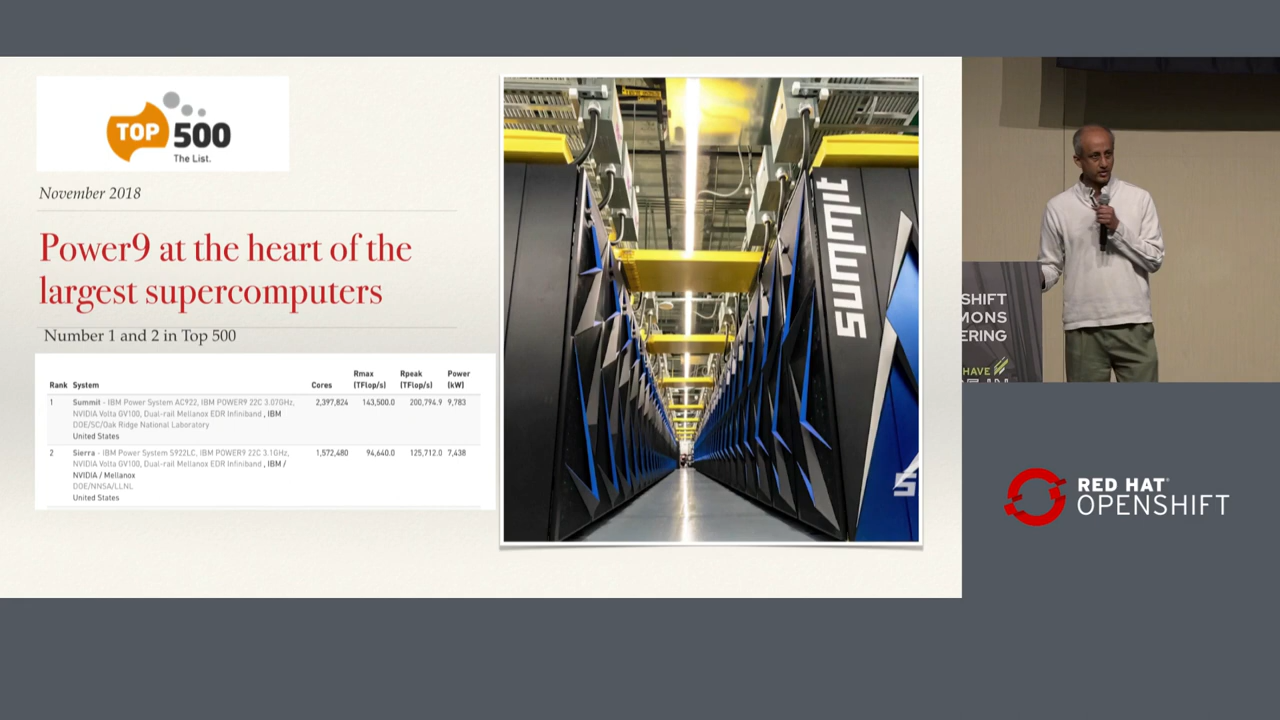 TOP 500
The List.
November 2018
Power9 at the heart of the
largest supercomputers
Number 1 and 2 in Top 500
Rank System Cores Rmax (TFlop/s) Rpeak (TFlop/s) Power (kW)
1 Summit - IBM Power System AC922, IBM POWER9 22C 3.07GHz, 2,397,824 143,500.0 200,794.9 9,783
NVIDIA Volta GV100, Dual-rail Mellanox EDR Infiniband , IBM
DOE/SC/Oak Ridge National Laboratory
United States
2 Sierra - IBM Power System S922LC, IBM POWER9 22C 3.1GHz, 1,572,480 94,640.0 125,712.0 7,438
NVIDIA Volta GV100, Dual-rail Mellanox EDR Infiniband , IBM /
NVIDIA / Mellanox
DOE/NNSA/LLNL
United States
summit
S
SHIFT
MONS
ERING
HAVE
RED HAT®
OPENSHIFT